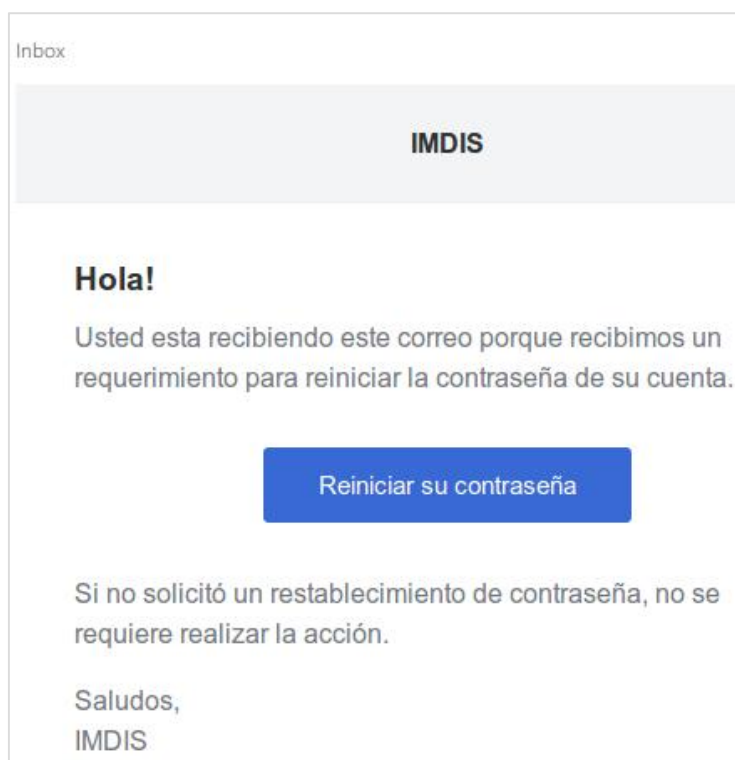 Inbox
IMDIS
Hola!
Usted esta recibiendo este correo porque recibimos un
requerimiento para reiniciar la contraseña de su cuenta.
Reiniciar su contraseña
Si no solicitó un restablecimiento de contraseña, no se
requiere realizar la acción.
Saludos,
IMDIS